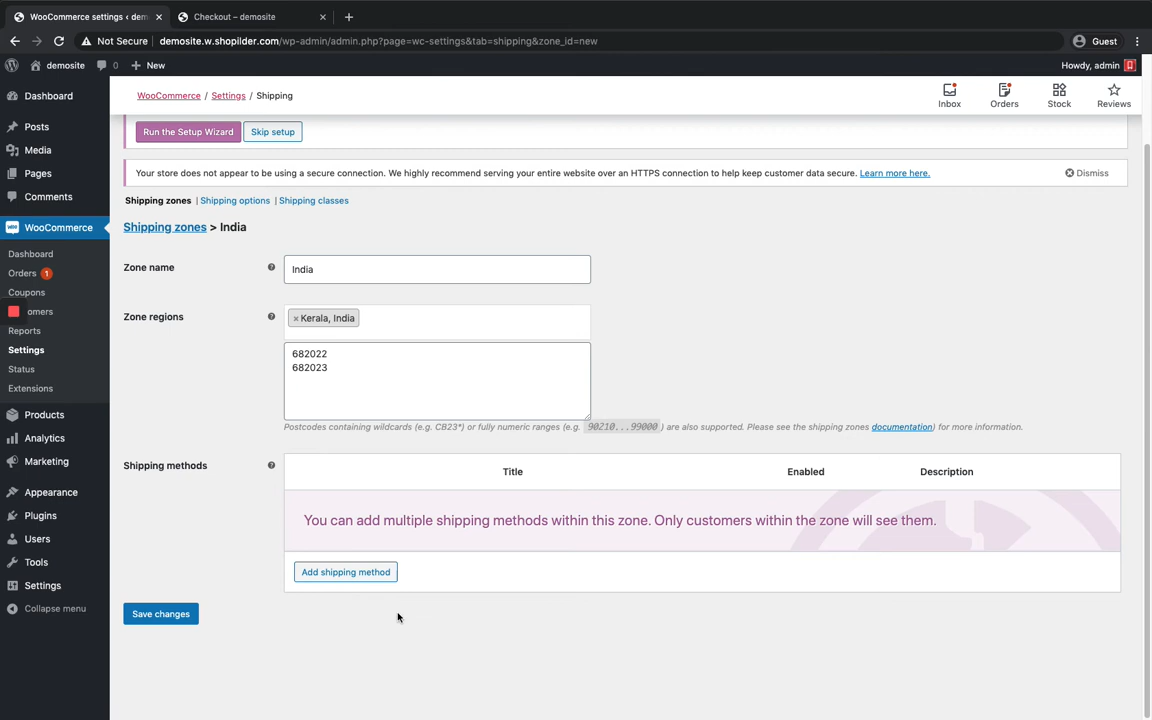 WooCommerce settings ‹ dem
Checkout – demosite
Not Secure
demosite.w.shopilder.com/wp-admin/admin.php?page=wc-settings&tab=shipping&zone_id=new
Guest
demosite
0
+ New
Howdy, admin
Dashboard
Posts
Media
Pages
Comments
WooCommerce
Dashboard
Orders 1
Coupons
omers
Reports
Settings
Status
Extensions
Products
Analytics
Marketing
Appearance
Plugins
Users
Tools
Settings
Collapse menu
WooCommerce / Settings / Shipping
Inbox
Orders
Stock
Reviews
Run the Setup Wizard
Skip setup
Your store does not appear to be using a secure connection. We highly recommend serving your entire website over an HTTPS connection to help keep customer data secure. Learn more here.
Dismiss
Shipping zones | Shipping options | Shipping classes
Shipping zones > India
Zone name
India
Zone regions
× Kerala, India
682022
682023
Postcodes containing wildcards (e.g. CB23*) or fully numeric ranges (e.g. 90210...99000) are also supported. Please see the shipping zones documentation) for more information.
Shipping methods
Title
Enabled
Description
You can add multiple shipping methods within this zone. Only customers within the zone will see them.
Add shipping method
Save changes